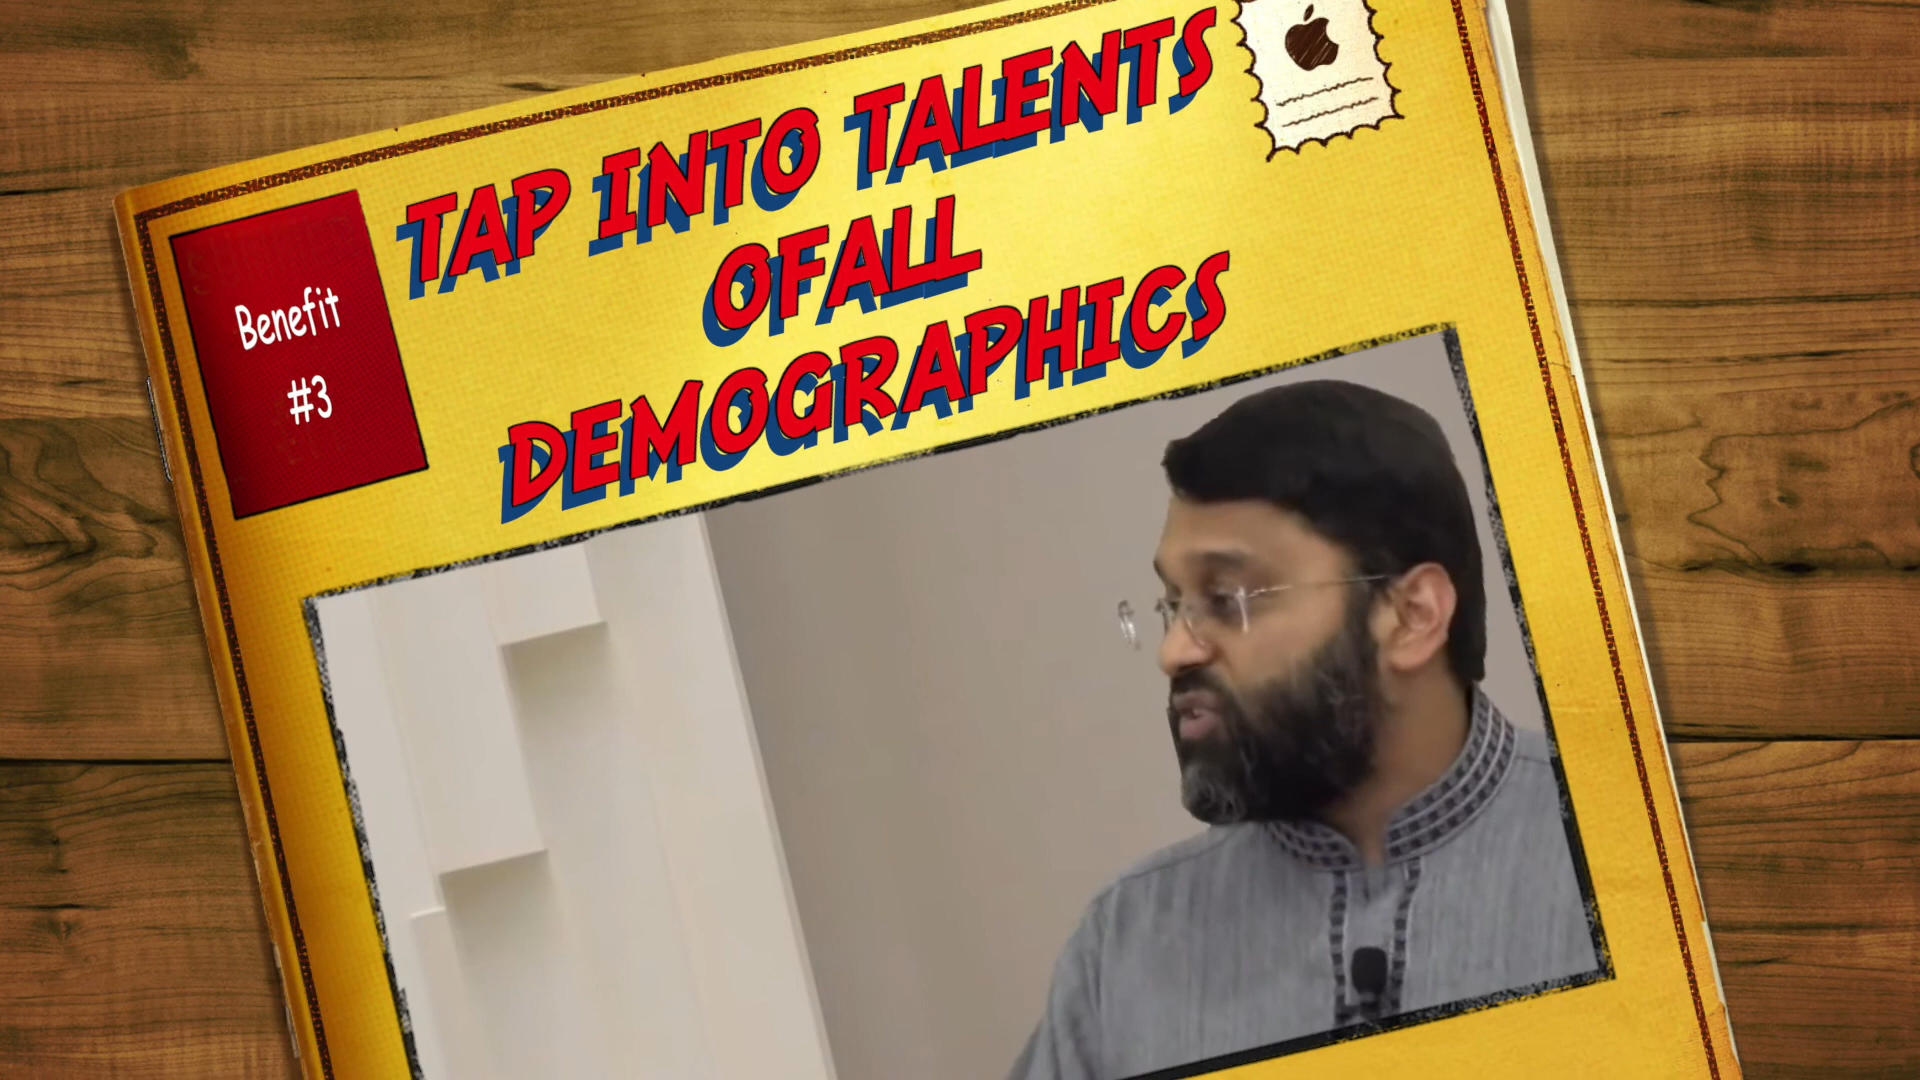 TAP INTO TALENTS
OFALL
DEMOGRAPHICS
Benefit
#3